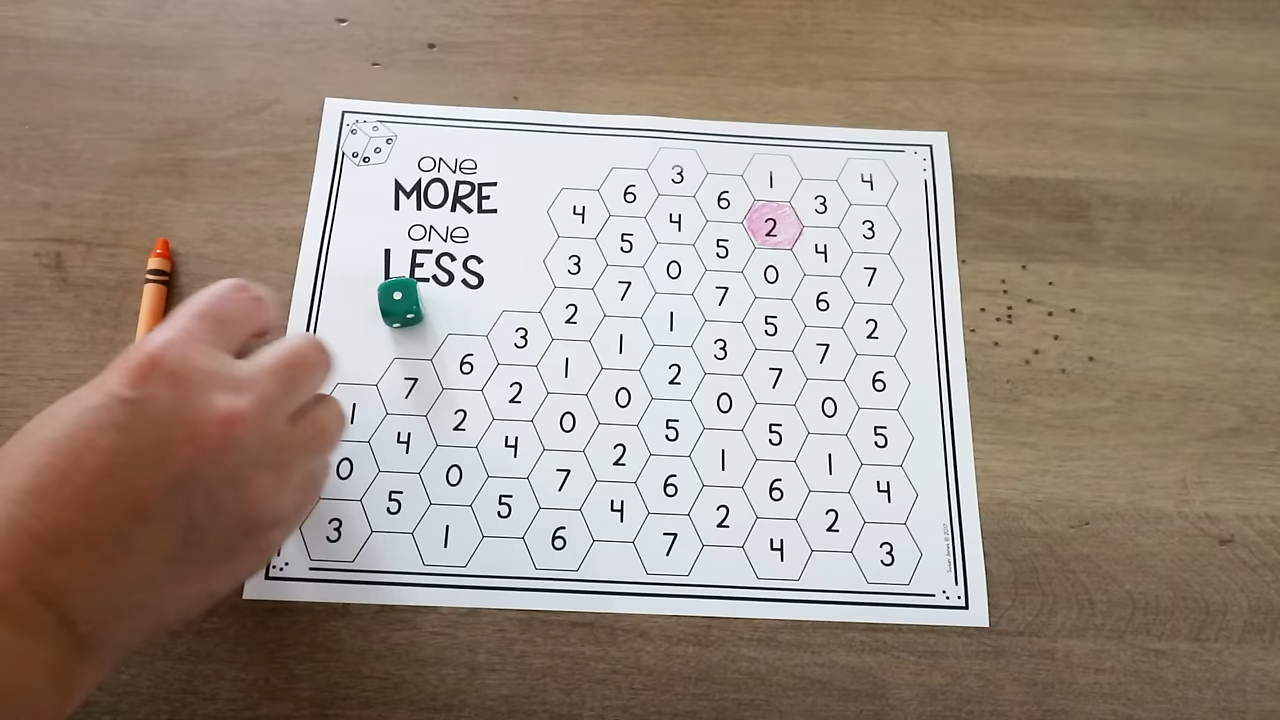 one
MORE
one
LESS
3 1 4
6 6 3
4 4 2 3
5 5 4
3 0 0 7
7 7 6
2 1 5 2
3 1 3 7
6 1 2 7 6
7 2 0 0 0
1 2 0 5 5 5
4 4 2 1 1
0 0 7 6 6 4
5 5 4 2 2
3 1 6 7 4 3